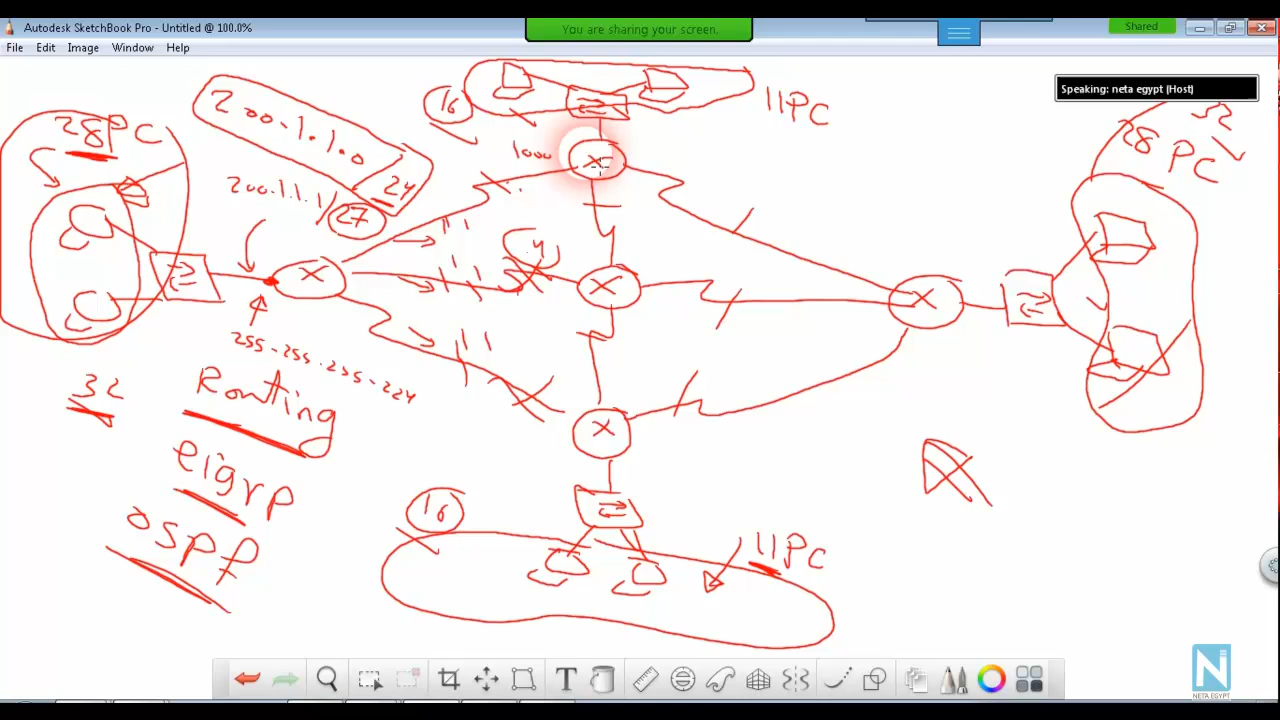 Autodesk SketchBook Pro - Untitled @ 100.0%
You are sharing your screen.
Shared
File Edit Image Window Help
Speaking: neta egypt (Host)
28PC
200.1.1.0
/24
200.1.1.1/27
16
11PC
1000
32
28 PC
4
255-255.255-224
32
Routing
eigrp
ospf
16
11PC
T
N
NETA EGYPT